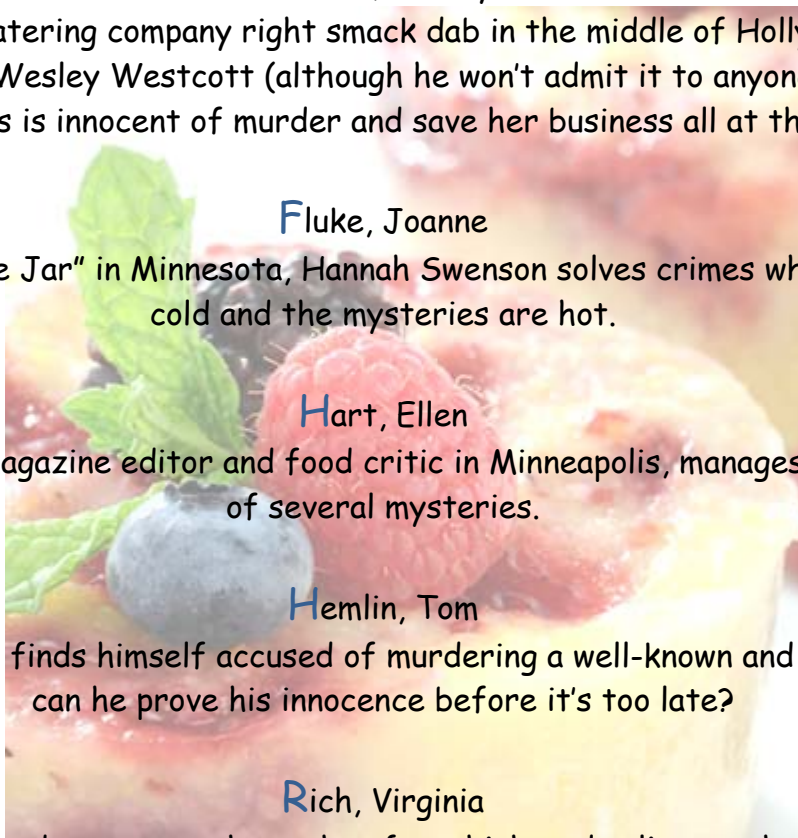 atering company right smack dab in the middle of Holly
Wesley Westcott (although he won't admit it to anyon
s is innocent of murder and save her business all at th
Fluke, Joanne
e Jar" in Minnesota, Hannah Swenson solves crimes wh
cold and the mysteries are hot.
Hart, Ellen
agazine editor and food critic in Minneapolis, manages
of several mysteries.
Hemlin, Tom
finds himself accused of murdering a well-known and
can he prove his innocence before it's too late?
Rich, Virginia